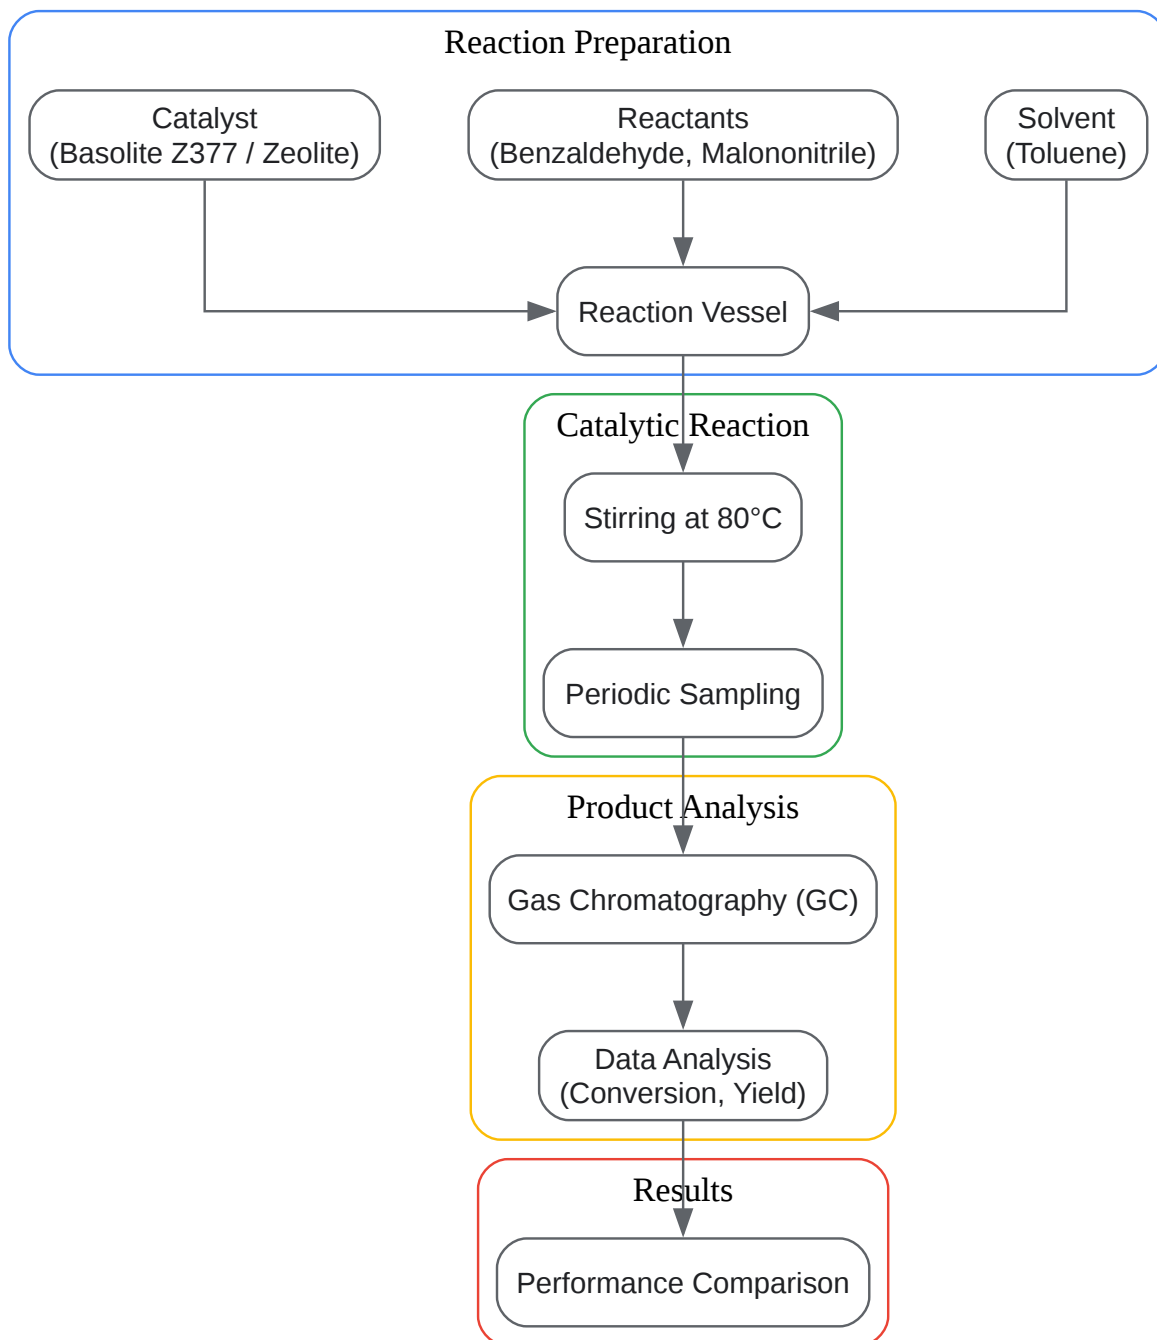 Reaction Preparation
Catalyst
(Basolite Z377 / Zeolite)
Reactants
(Benzaldehyde, Malononitrile)
Solvent
(Toluene)
Reaction Vessel
Catalytic Reaction
Stirring at 80°C
Periodic Sampling
Product Analysis
Gas Chromatography (GC)
Data Analysis
(Conversion, Yield)
Results
Performance Comparison